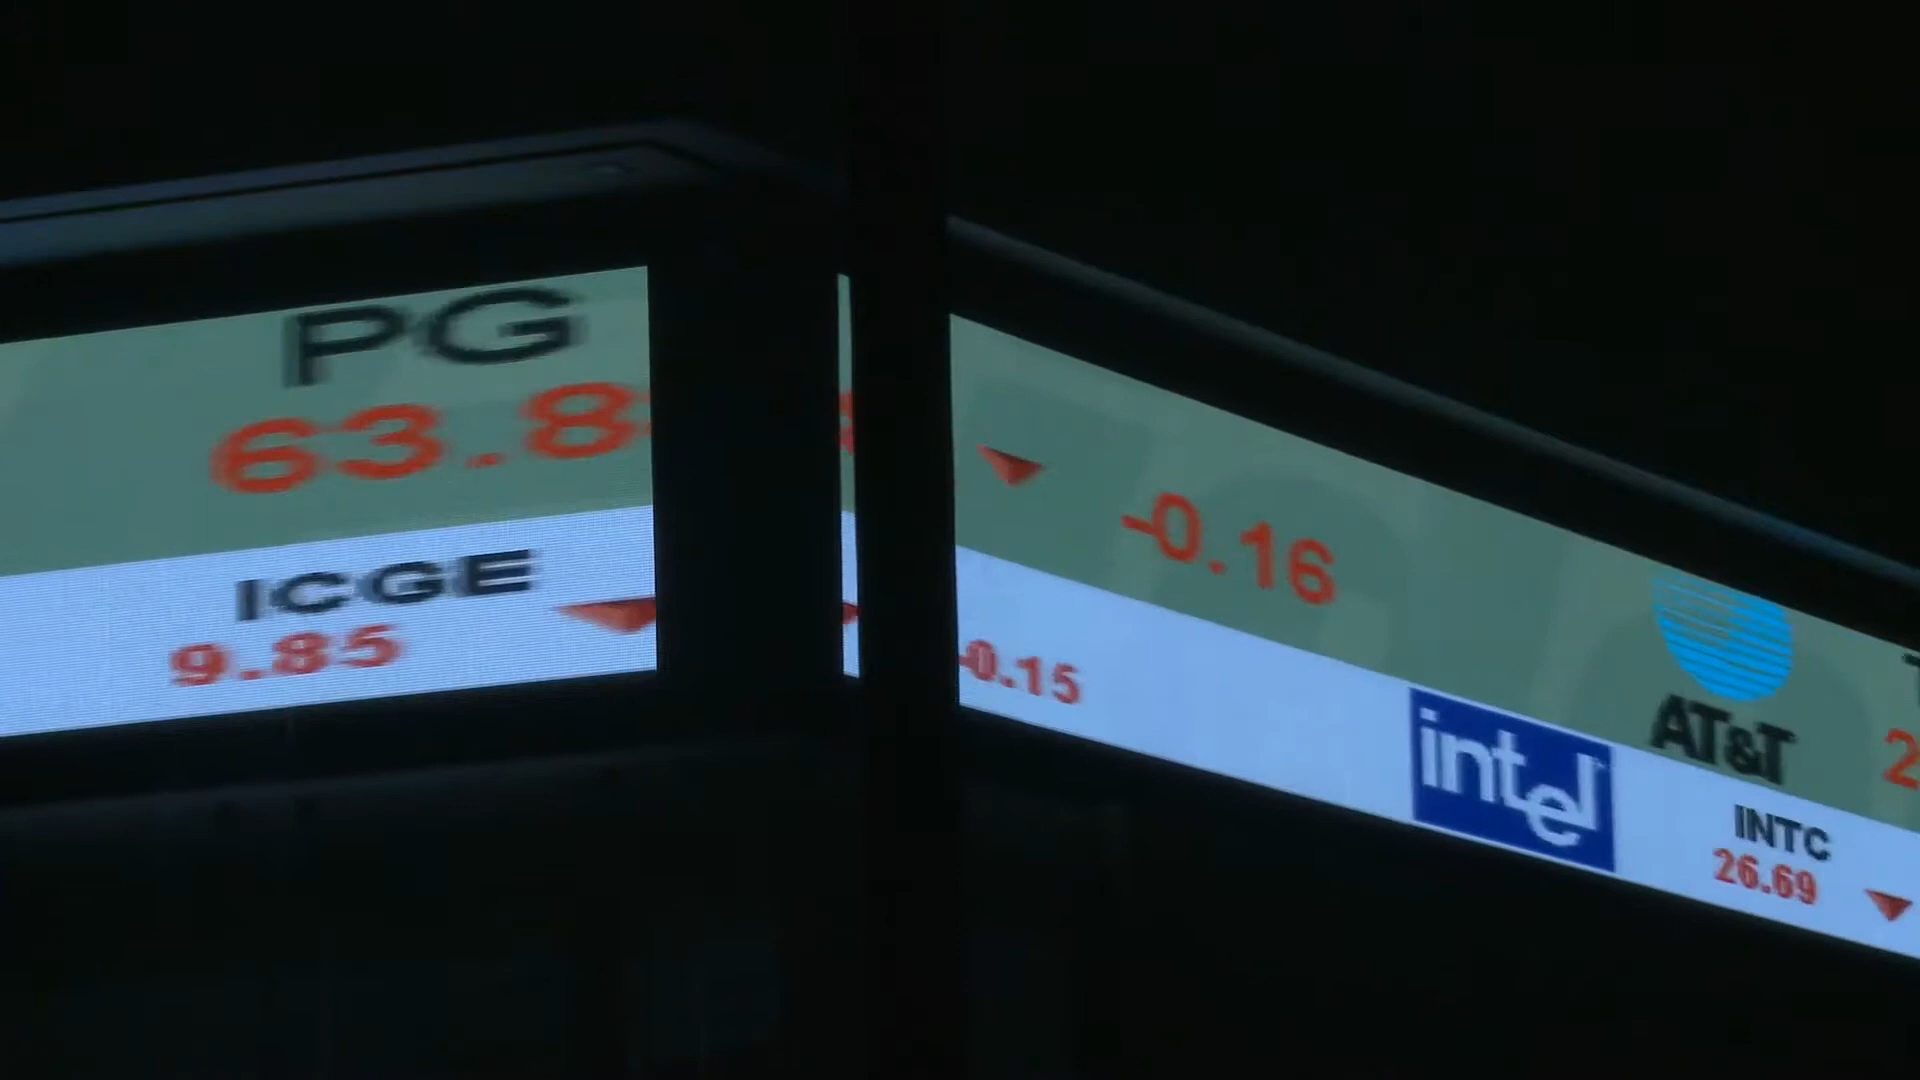 PG
63.8
-0.16
AT&T
ICGE
9.85
-0.15
intel
INTC
26.69